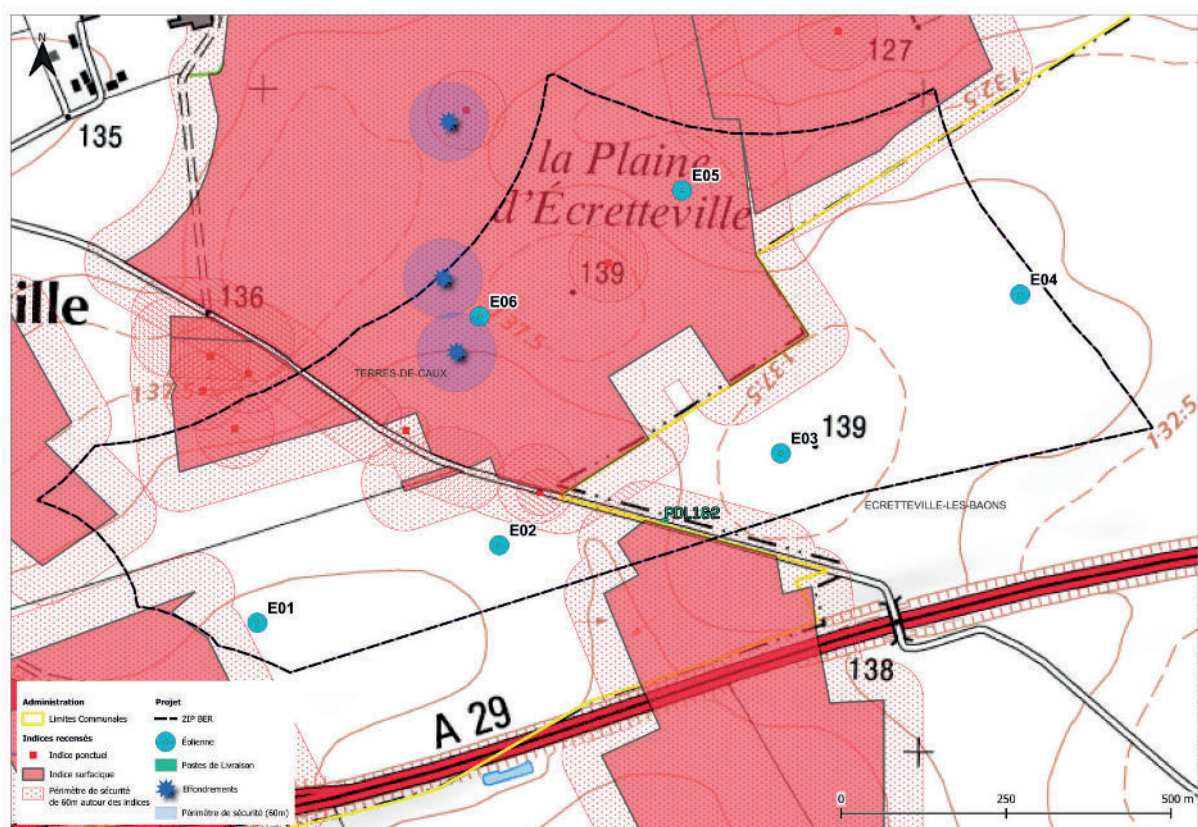 N
127
132.5
135
la Plaine
d'Écretteville
E05
139
E04
ille
136
E06
137.5
TERRES-DE-CAUX
137.5
137.5
E03
139
132.5
ECRETTEVILLE-LES-BAONS
PDL1&2
E02
E01
138
A 29
Administration
Limites Communales
Indices recensés
Indice ponctuel
Indice surfacique
Périmètre de sécurité
de 60m autour des indices
Projet
ZIP BER
Éolienne
Postes de Livraison
Effondrements
Périmètre de sécurité (60m)
0 250 500 m